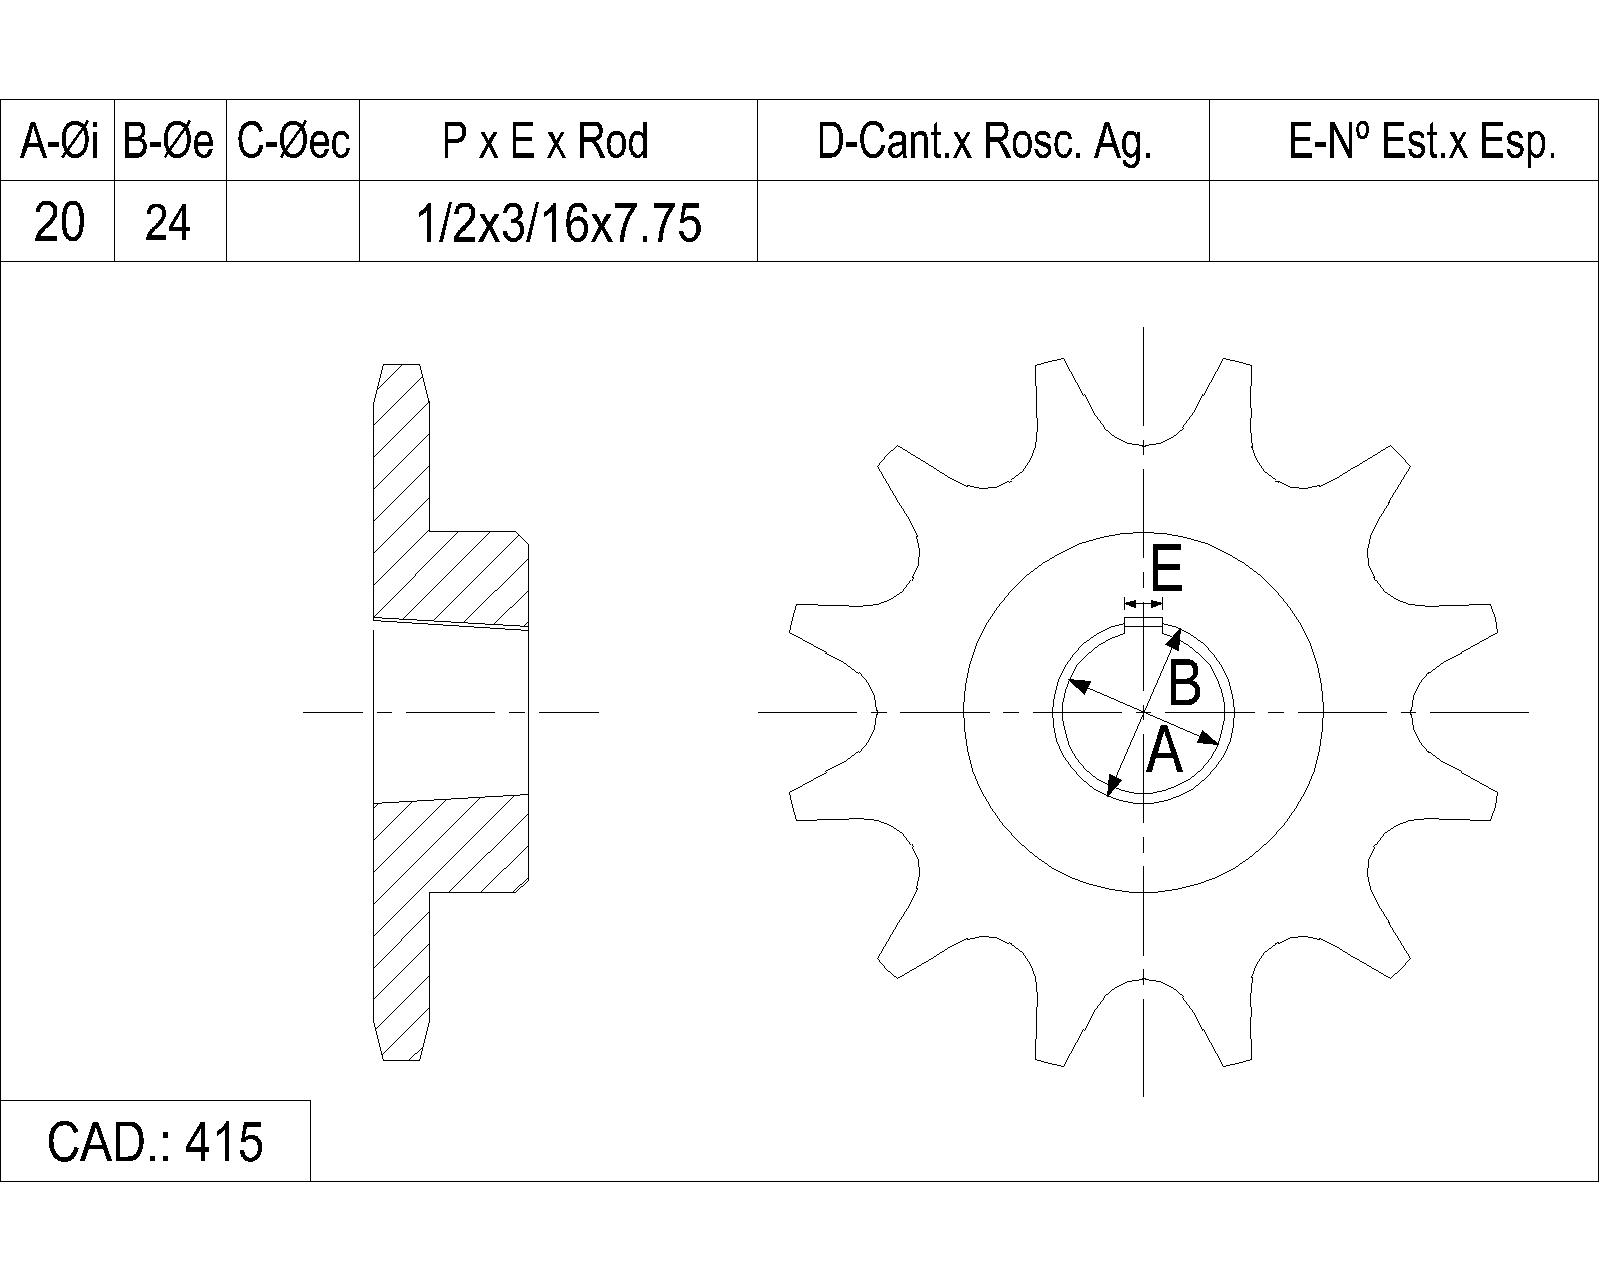 A-Øi B-Øe C-Øec P x E x Rod D-Cant.x Rosc. Ag. E-Nº Est.x Esp.
20 24 1/2x3/16x7.75
E
B
A
CAD.: 415